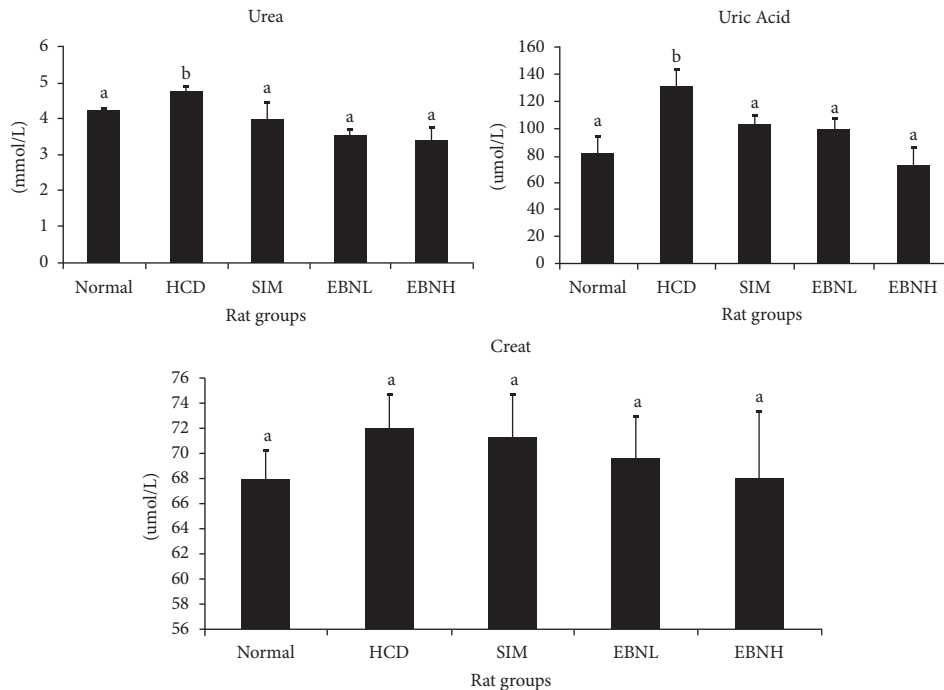 Urea
6
5
4
3
2
1
0
(mmol/L)
a
b
a
a
a
Normal HCD SIM EBNL EBNH
Rat groups
Uric Acid
160
140
120
100
80
60
40
20
0
(umol/L)
a
b
a
a
a
Normal HCD SIM EBNL EBNH
Rat groups
Creat
76
74
72
70
68
66
64
62
60
58
56
(umol/L)
a
a
a
a
a
Normal HCD SIM EBNL EBNH
Rat groups